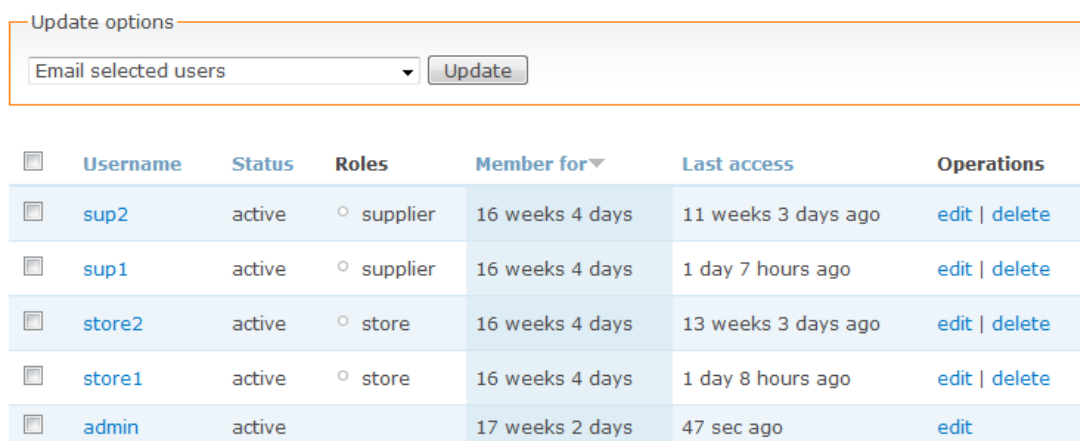 Update options
Email selected users Update
Username Status Roles Member for Last access Operations
sup2 active supplier 16 weeks 4 days 11 weeks 3 days ago edit | delete
sup1 active supplier 16 weeks 4 days 1 day 7 hours ago edit | delete
store2 active store 16 weeks 4 days 13 weeks 3 days ago edit | delete
store1 active store 16 weeks 4 days 1 day 8 hours ago edit | delete
admin active 17 weeks 2 days 47 sec ago edit